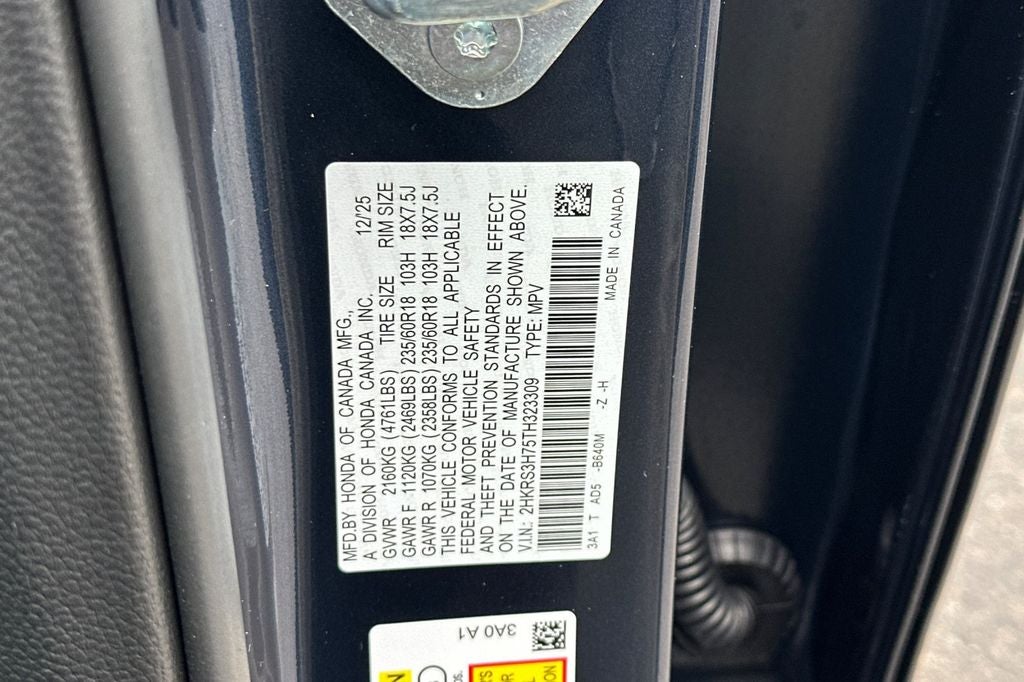 MFD.BY HONDA OF CANADA MFG.,
A DIVISION OF HONDA CANADA INC. 12/'25
GVWR 2160KG (4761LBS) TIRE SIZE RIM SIZE
GAWR F 1120KG (2469LBS) 235/60R18 103H 18X7.5J
GAWR R 1070KG (2358LBS) 235/60R18 103H 18X7.5J
THIS VEHICLE CONFORMS TO ALL APPLICABLE
FEDERAL MOTOR VEHICLE SAFETY
AND THEFT PREVENTION STANDARDS IN EFFECT
ON THE DATE OF MANUFACTURE SHOWN ABOVE.
V.I.N.: 2HKRS3H75TH323309 TYPE: MPV
3A1 T AD5 -B640M -Z -H MADE IN CANADA
3A0 A1